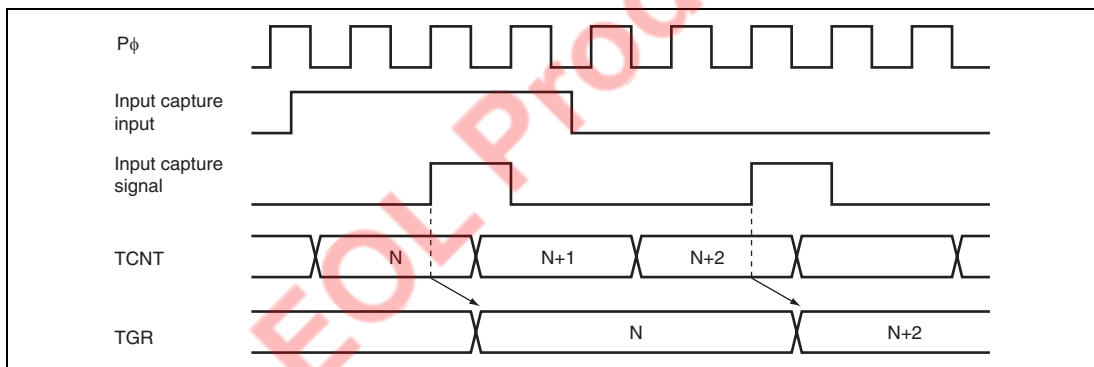 Pϕ
Input capture
input
Input capture
signal
TCNT
N
N+1
N+2
TGR
N
N+2
EOL Prod